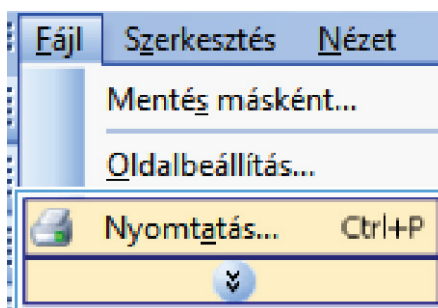 Fájl Szerkesztés Nézet
Mentés másként...
Oldalbeállítás...
Nyomtatás... Ctrl+P